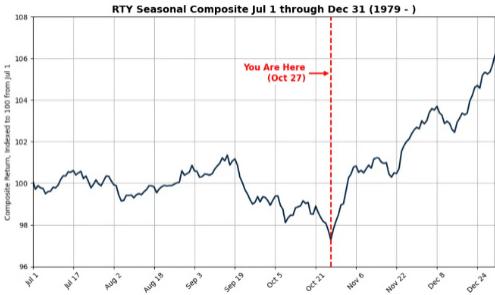 RTY Seasonal Composite Jul 1 through Dec 31 (1979 - )
Composite Return, Indexed to 100 from Jul 1
108
106
104
102
100
98
96
You Are Here
(Oct 27)
Jul 1
Jul 17
Aug 2
Aug 18
Sep 3
Sep 19
Oct 5
Oct 21
Nov 6
Nov 22
Dec 8
Dec 24